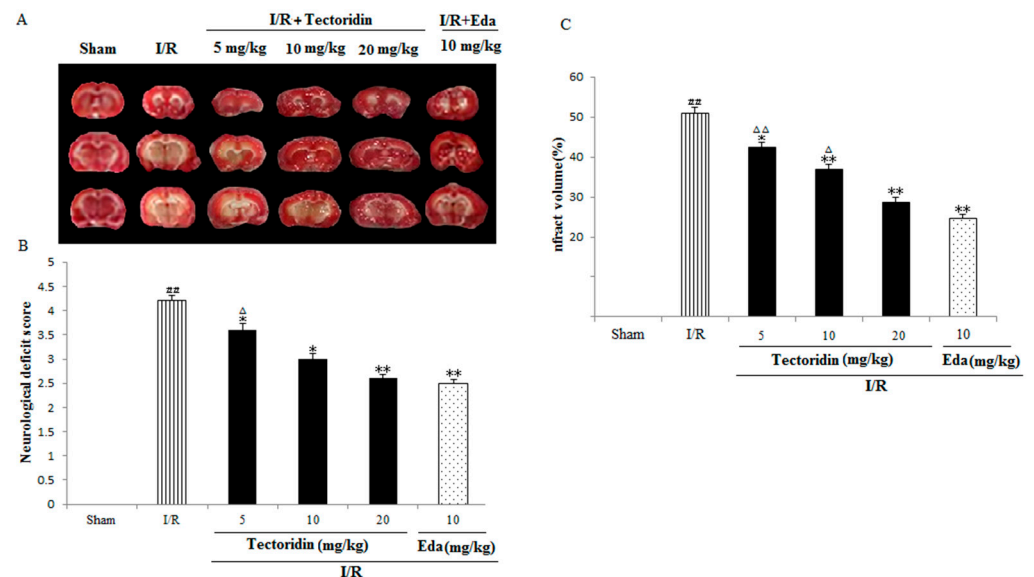 A
I/R + Tectoridin
I/R+Eda
Sham
I/R
5 mg/kg
10 mg/kg
20 mg/kg
10 mg/kg
B
Neurological deficit score
5
4.5
4
3.5
3
2.5
2
1.5
1
0.5
0
##
Δ
*
*
**
**
Sham
I/R
5
10
20
10
Tectoridin (mg/kg)
Eda(mg/kg)
I/R
C
nfract volume(%)
60
50
40
30
20
##
ΔΔ
*
Δ
**
**
**
Sham
I/R
5
10
20
10
Tectoridin (mg/kg)
Eda(mg/kg)
I/R